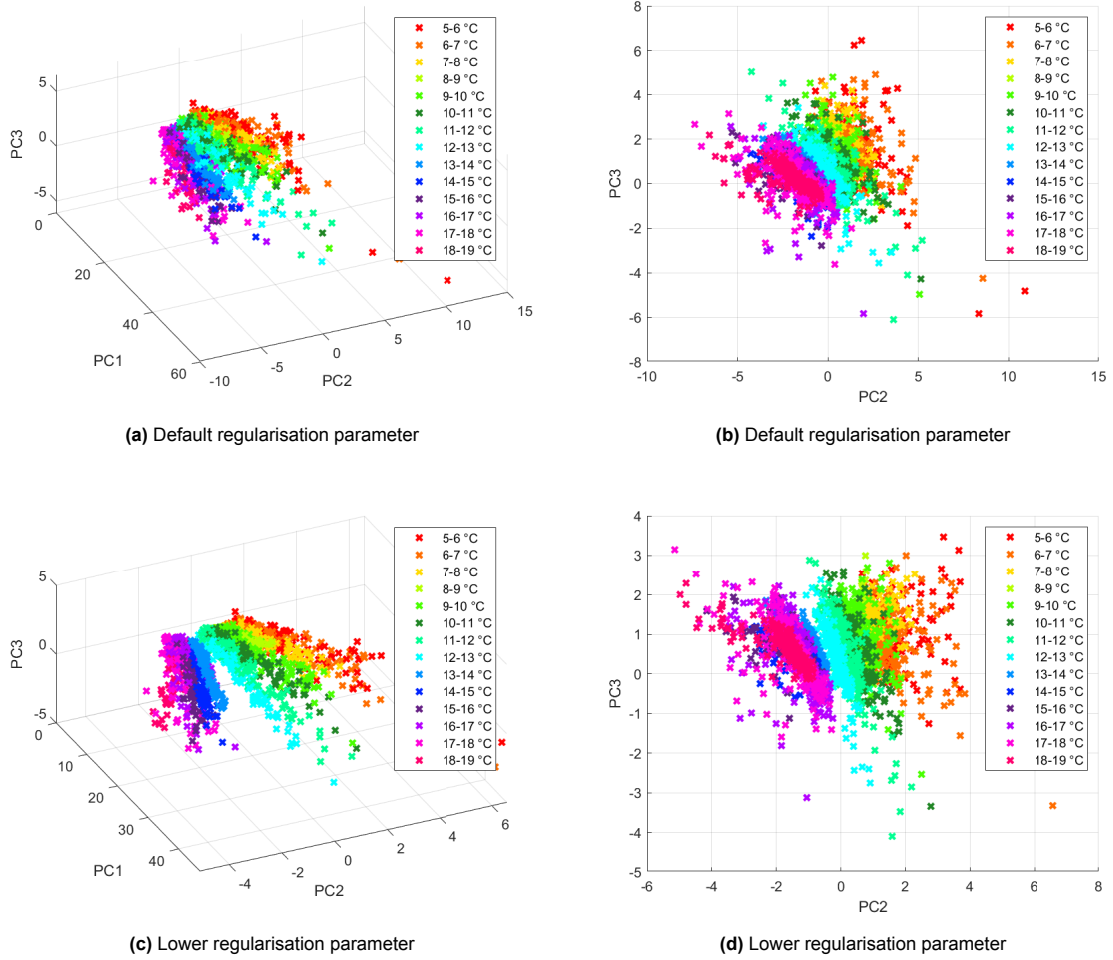 5
0
-5
PC3
0
20
40
60
PC1
-10
-5
0
5
10
15
PC2
5-6 °C
6-7 °C
7-8 °C
8-9 °C
9-10 °C
10-11 °C
11-12 °C
12-13 °C
13-14 °C
14-15 °C
15-16 °C
16-17 °C
17-18 °C
18-19 °C
(a) Default regularisation parameter
8
6
4
2
0
-2
-4
-6
-8
PC3
-10
-5
0
5
10
15
PC2
5-6 °C
6-7 °C
7-8 °C
8-9 °C
9-10 °C
10-11 °C
11-12 °C
12-13 °C
13-14 °C
14-15 °C
15-16 °C
16-17 °C
17-18 °C
18-19 °C
(b) Default regularisation parameter
5
0
-5
PC3
0
10
20
30
40
PC1
-4
-2
0
2
4
6
PC2
5-6 °C
6-7 °C
7-8 °C
8-9 °C
9-10 °C
10-11 °C
11-12 °C
12-13 °C
13-14 °C
14-15 °C
15-16 °C
16-17 °C
17-18 °C
18-19 °C
(c) Lower regularisation parameter
4
3
2
1
0
-1
-2
-3
-4
-5
PC3
-6
-4
-2
0
2
4
6
8
PC2
5-6 °C
6-7 °C
7-8 °C
8-9 °C
9-10 °C
10-11 °C
11-12 °C
12-13 °C
13-14 °C
14-15 °C
15-16 °C
16-17 °C
17-18 °C
18-19 °C
(d) Lower regularisation parameter